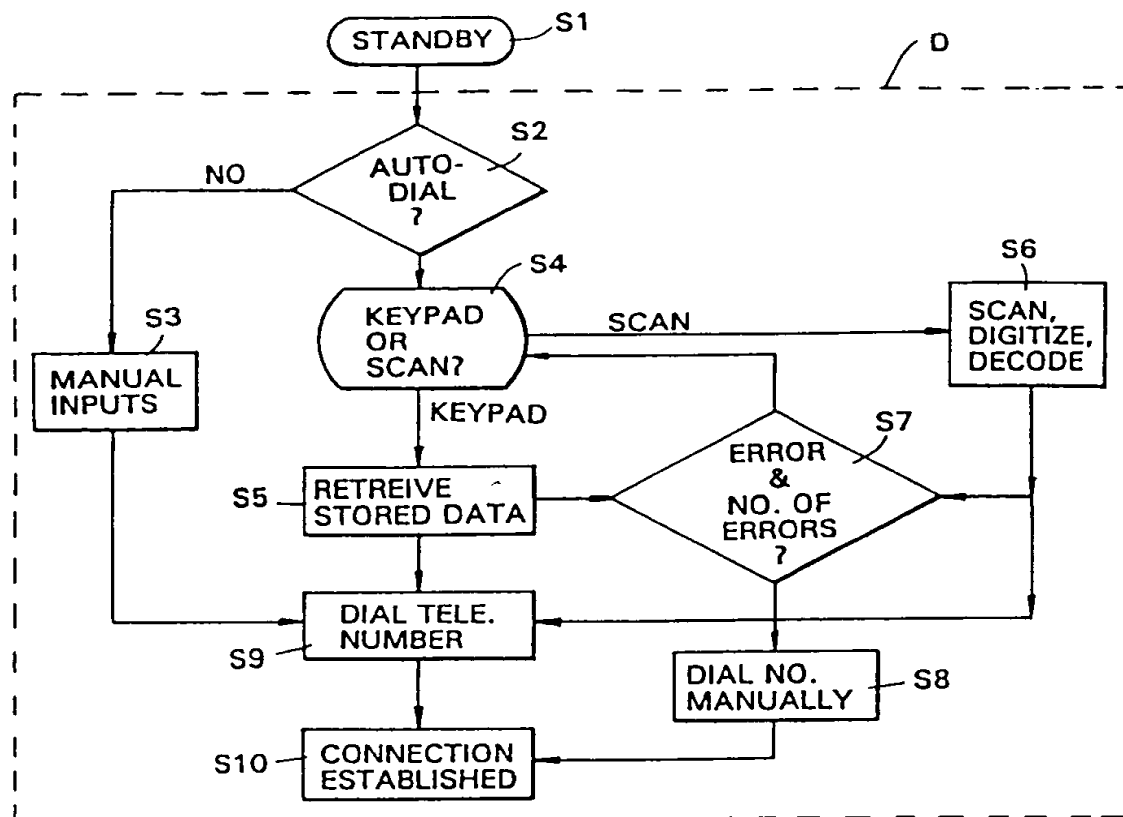 STANDBY
S1
D
S2
AUTO-
DIAL
?
NO
S4
KEYPAD
OR
SCAN?
SCAN
S6
SCAN,
DIGITIZE,
DECODE
S3
MANUAL
INPUTS
KEYPAD
S7
ERROR
&
NO. OF
ERRORS
?
S5
RETREIVE
STORED DATA
DIAL TELE.
NUMBER
S9
DIAL NO.
MANUALLY
S8
S10
CONNECTION
ESTABLISHED